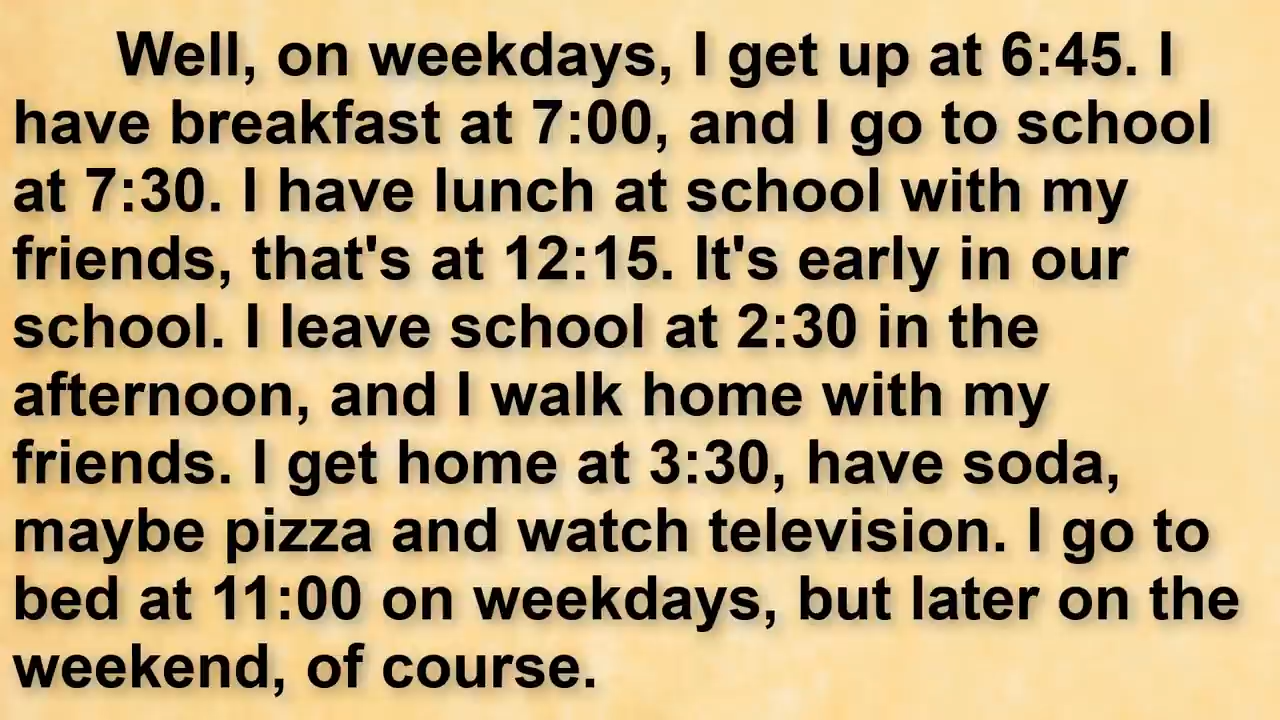 Well, on weekdays, I get up at 6:45. I
have breakfast at 7:00, and I go to school
at 7:30. I have lunch at school with my
friends, that's at 12:15. It's early in our
school. I leave school at 2:30 in the
afternoon, and I walk home with my
friends. I get home at 3:30, have soda,
maybe pizza and watch television. I go to
bed at 11:00 on weekdays, but later on the
weekend, of course.